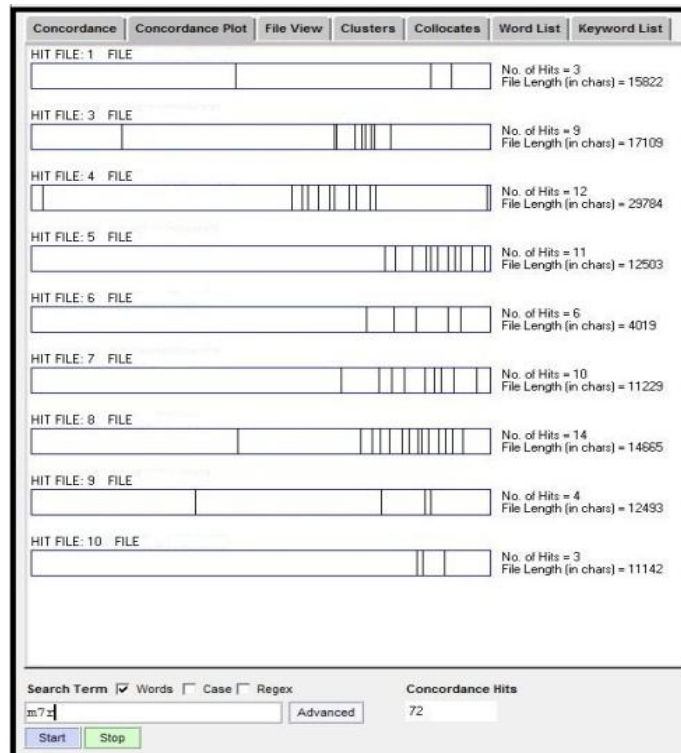 Concordance Concordance Plot File View Clusters Collocates Word List Keyword List
HIT FILE: 1 FILE
No. of Hits = 3
File Length (in chars) = 15822
HIT FILE: 3 FILE
No. of Hits = 9
File Length (in chars) = 17109
HIT FILE: 4 FILE
No. of Hits = 12
File Length (in chars) = 29784
HIT FILE: 5 FILE
No. of Hits = 11
File Length (in chars) = 12503
HIT FILE: 6 FILE
No. of Hits = 6
File Length (in chars) = 4019
HIT FILE: 7 FILE
No. of Hits = 10
File Length (in chars) = 11229
HIT FILE: 8 FILE
No. of Hits = 14
File Length (in chars) = 14665
HIT FILE: 9 FILE
No. of Hits = 4
File Length (in chars) = 12493
HIT FILE: 10 FILE
No. of Hits = 3
File Length (in chars) = 11142
Search Term Words Case Regex Concordance Hits
m7r Advanced 72
Start Stop